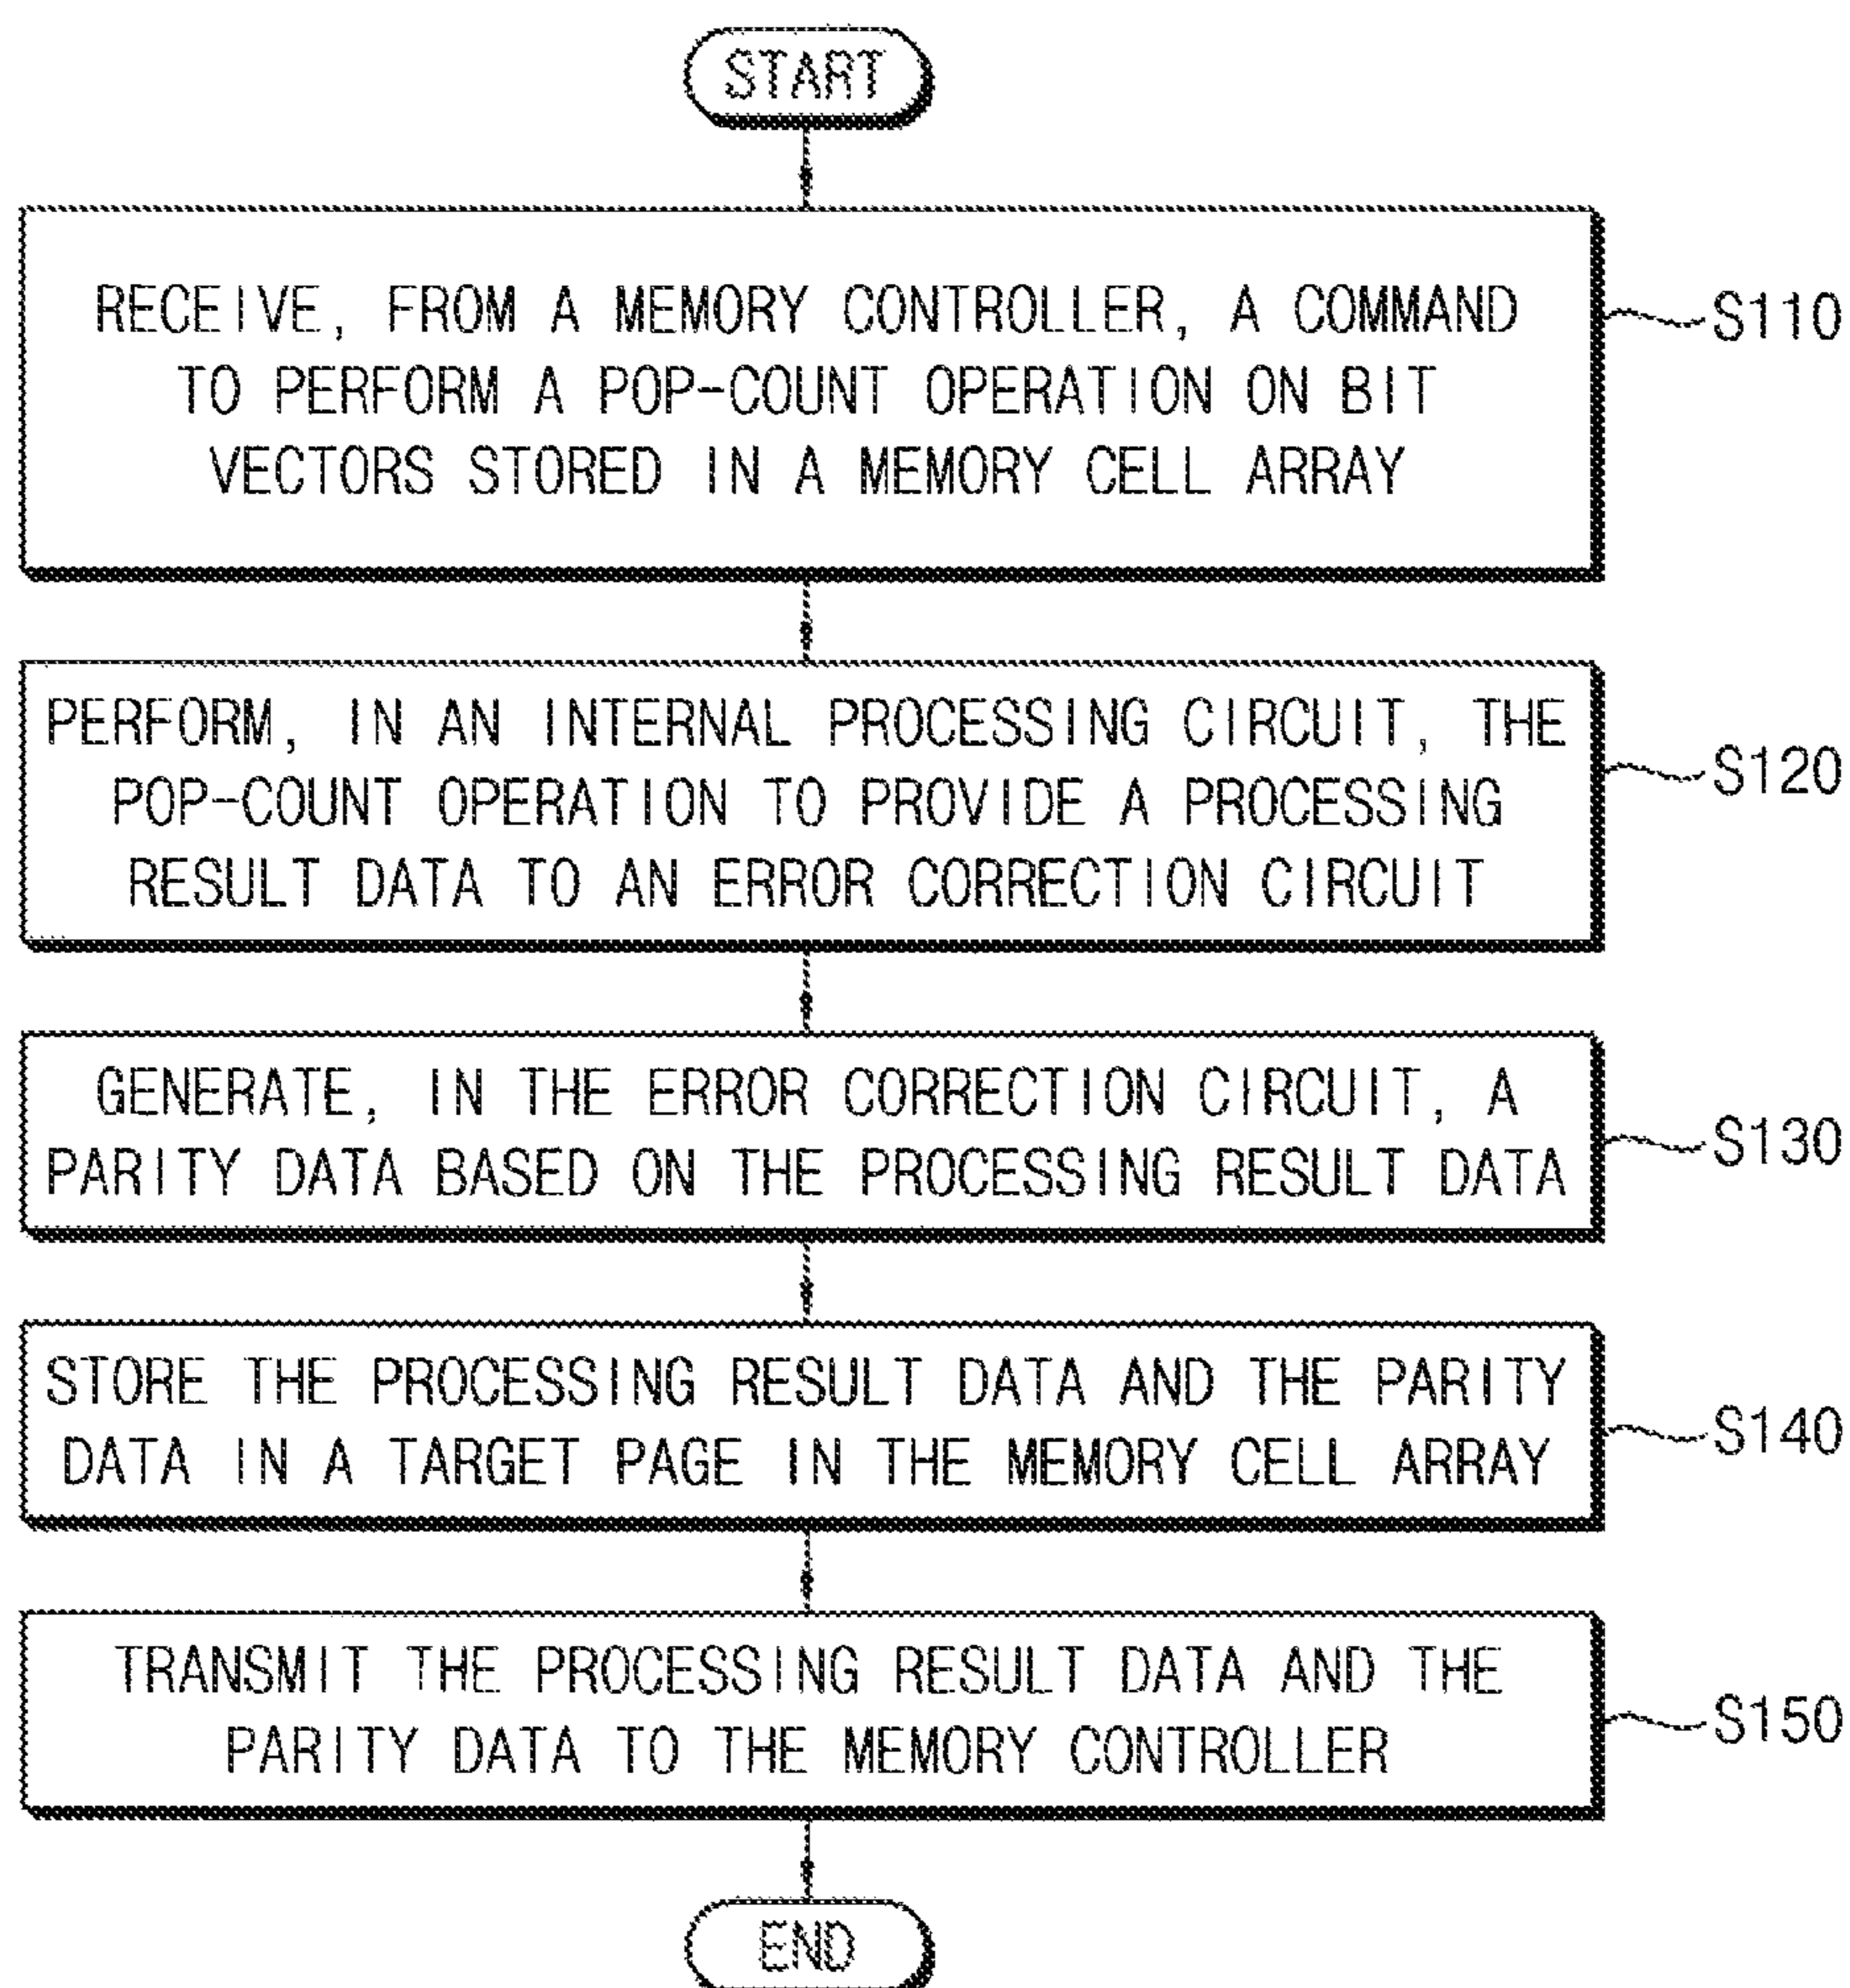 START
RECEIVE, FROM A MEMORY CONTROLLER, A COMMAND
TO PERFORM A POP-COUNT OPERATION ON BIT
VECTORS STORED IN A MEMORY CELL ARRAY
S110
PERFORM, IN AN INTERNAL PROCESSING CIRCUIT, THE
POP-COUNT OPERATION TO PROVIDE A PROCESSING
RESULT DATA TO AN ERROR CORRECTION CIRCUIT
S120
GENERATE, IN THE ERROR CORRECTION CIRCUIT, A
PARITY DATA BASED ON THE PROCESSING RESULT DATA
S130
STORE THE PROCESSING RESULT DATA AND THE PARITY
DATA IN A TARGET PAGE IN THE MEMORY CELL ARRAY
S140
TRANSMIT THE PROCESSING RESULT DATA AND THE
PARITY DATA TO THE MEMORY CONTROLLER
S150
END